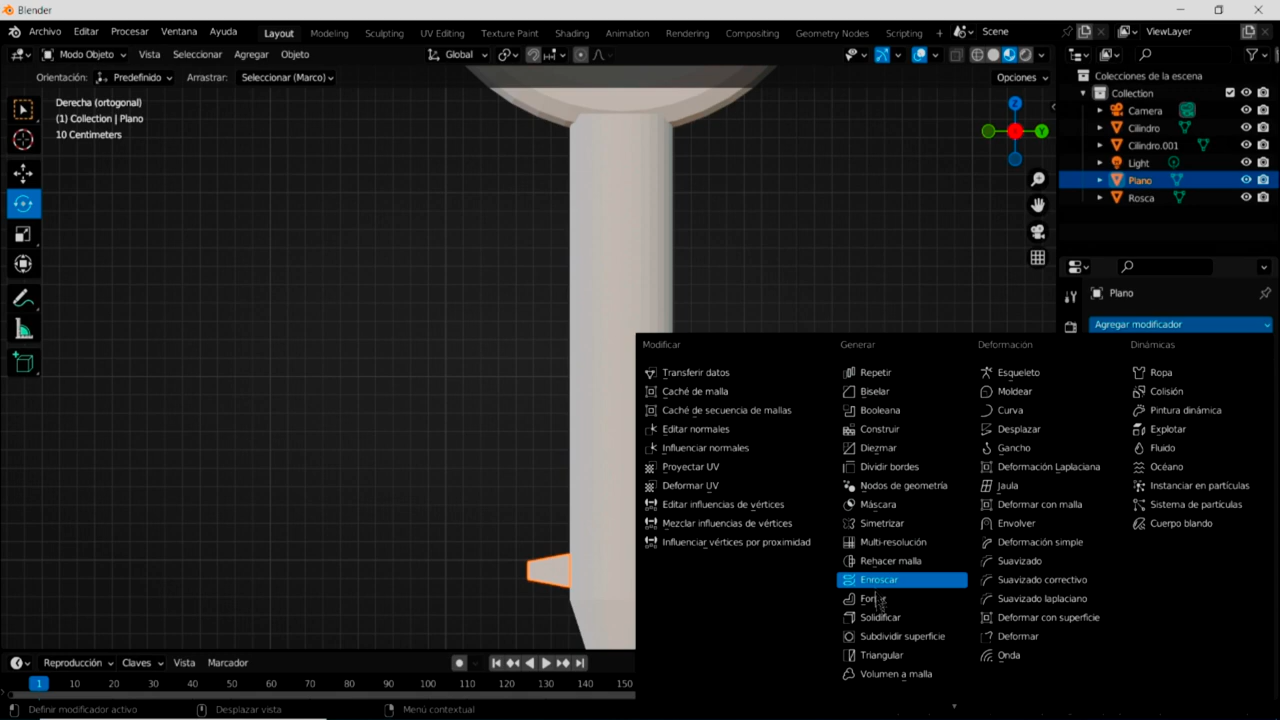 Blender
Archivo Editar Procesar Ventana Ayuda Layout Modeling Sculpting UV Editing Texture Paint Shading Animation Rendering Compositing Geometry Nodes Scripting + Scene ViewLayer
Modo Objeto Vista Seleccionar Agregar Objeto Global
Orientación: Predefinido Arrastrar: Seleccionar (Marco) Opciones
Derecha (ortogonal)
(1) Collection | Plano
10 Centimeters
Z
Y
Colecciones de la escena
Collection
Camera
Cilindro
Cilindro.001
Light
Plano
Rosca
Plano
Agregar modificador
Modificar
Transferir datos
Caché de malla
Caché de secuencia de mallas
Editar normales
Influenciar normales
Proyectar UV
Deformar UV
Editar influencias de vértices
Mezclar influencias de vértices
Influenciar vértices por proximidad
Generar
Repetir
Biselar
Booleana
Construir
Diezmar
Dividir bordes
Nodos de geometría
Máscara
Simetrizar
Multi-resolución
Rehacer malla
Enroscar
Solidificar
Subdividir superficie
Triangular
Volumen a malla
Deformación
Esqueleto
Moldear
Curva
Desplazar
Gancho
Deformación Laplaciana
Jaula
Deformar con malla
Envolver
Deformación simple
Suavizado
Suavizado correctivo
Suavizado laplaciano
Deformar con superficie
Deformar
Onda
Dinámicas
Ropa
Colisión
Pintura dinámica
Explotar
Fluido
Océano
Instanciar en partículas
Sistema de partículas
Cuerpo blando
Reproducción Claves Vista Marcador
1 10 20 30 40 50 60 70 80 90 100 110 120 130 140 150
Definir modificador activo Desplazar vista Menú contextual